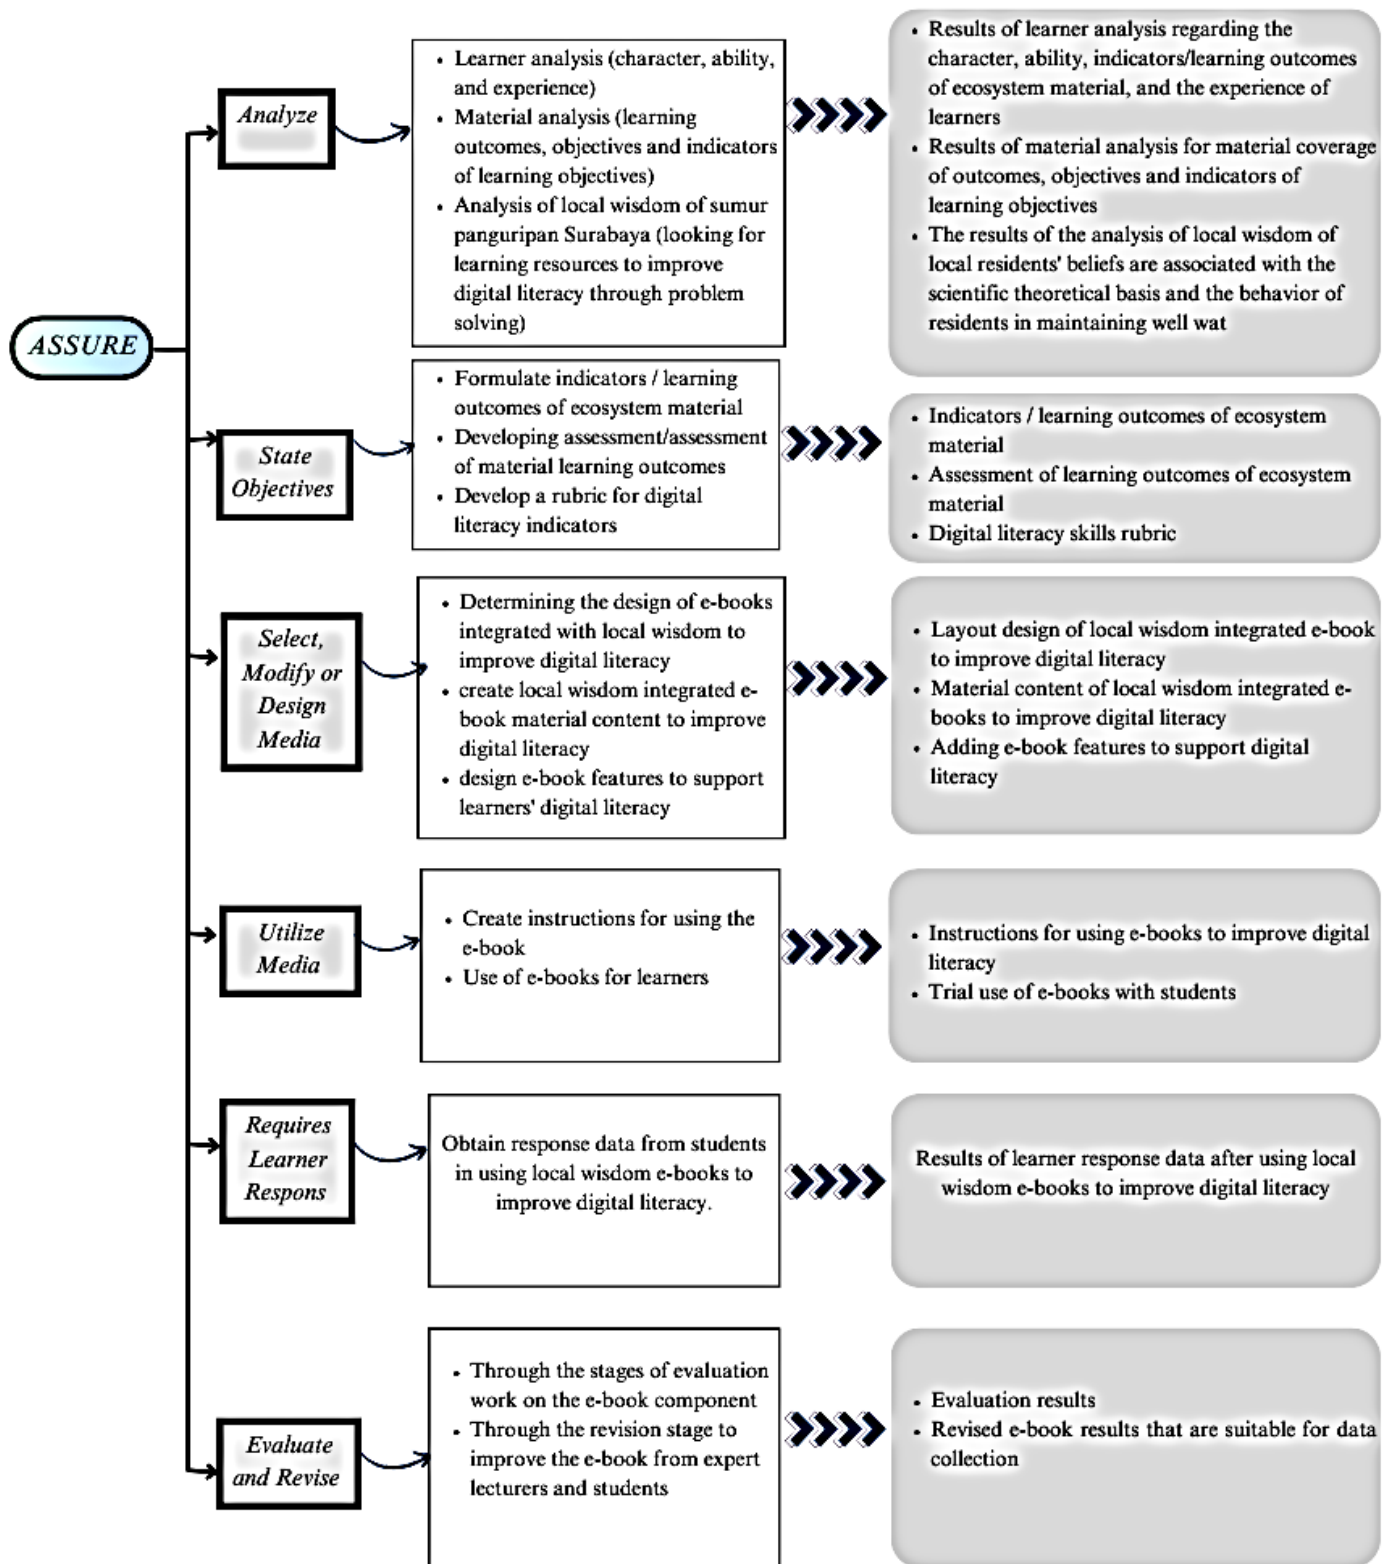 ASSURE
Analyze
• Learner analysis (character, ability,
and experience)
• Material analysis (learning
outcomes, objectives and indicators
of learning objectives)
• Analysis of local wisdom of sumur
panguripan Surabaya (looking for
learning resources to improve
digital literacy through problem
solving)
• Results of learner analysis regarding the
character, ability, indicators/learning outcomes
of ecosystem material, and the experience of
learners
• Results of material analysis for material coverage
of outcomes, objectives and indicators of
learning objectives
• The results of the analysis of local wisdom of
local residents' beliefs are associated with the
scientific theoretical basis and the behavior of
residents in maintaining well wat
State
Objectives
• Formulate indicators / learning
outcomes of ecosystem material
• Developing assessment/assessment
of material learning outcomes
• Develop a rubric for digital
literacy indicators
• Indicators / learning outcomes of ecosystem
material
• Assessment of learning outcomes of ecosystem
material
• Digital literacy skills rubric
Select,
Modify or
Design
Media
• Determining the design of e-books
integrated with local wisdom to
improve digital literacy
• create local wisdom integrated e-
book material content to improve
digital literacy
• design e-book features to support
learners' digital literacy
• Layout design of local wisdom integrated e-book
to improve digital literacy
• Material content of local wisdom integrated e-
books to improve digital literacy
• Adding e-book features to support digital
literacy
Utilize
Media
• Create instructions for using the
e-book
• Use of e-books for learners
• Instructions for using e-books to improve digital
literacy
• Trial use of e-books with students
Requires
Learner
Respons
Obtain response data from students
in using local wisdom e-books to
improve digital literacy.
Results of learner response data after using local
wisdom e-books to improve digital literacy
Evaluate
and Revise
• Through the stages of evaluation
work on the e-book component
• Through the revision stage to
improve the e-book from expert
lecturers and students
• Evaluation results
• Revised e-book results that are suitable for data
collection